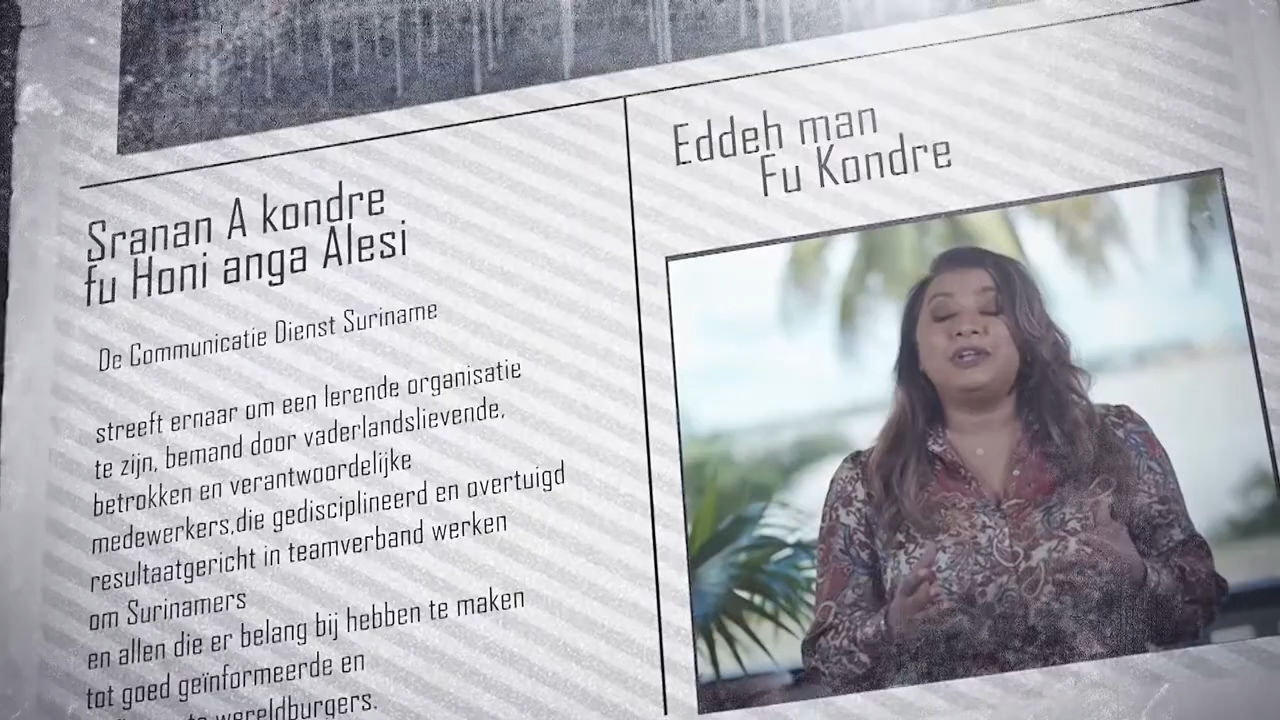 Sranan A kondre
fu Honi anga Alesi
De Communicatie Dienst Suriname
streeft ernaar om een lerende organisatie
te zijn, bemand door vaderlandslievende,
betrokken en verantwoordelijke
medewerkers,die gedisciplineerd en overtuigd
resultaatgericht in teamverband werken
om Surinamers
en allen die er belang bij hebben te maken
tot goed geïnformeerde en
wereldburgers.
Eddeh man
Fu Kondre